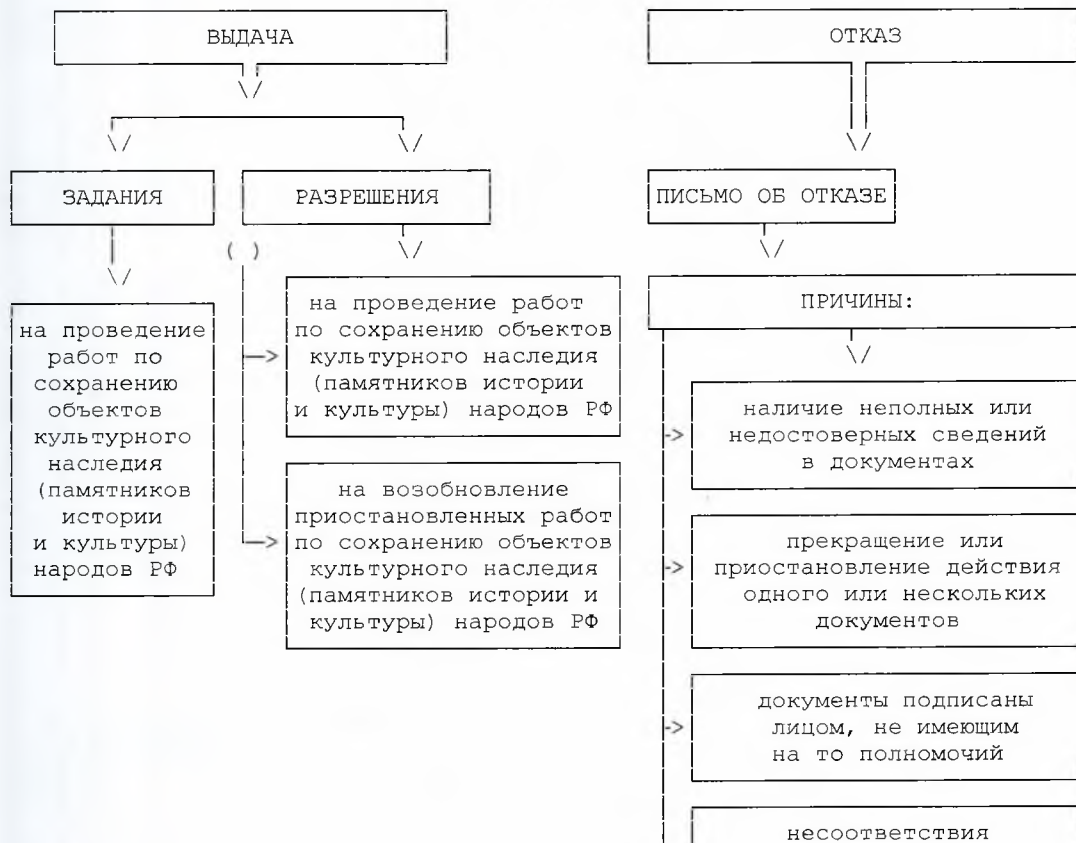 ВЫДАЧА
ОТКАЗ
ЗАДАНИЯ
РАЗРЕШЕНИЯ
ПИСЬМО ОБ ОТКАЗЕ
на проведение
работ по
сохранению
объектов
культурного
наследия
(памятников
истории
и культуры)
народов РФ
на проведение работ
по сохранению объектов
культурного наследия
(памятников истории
и культуры) народов РФ
на возобновление
приостановленных работ
по сохранению объектов
культурного наследия
(памятников истории и
культуры) народов РФ
ПРИЧИНЫ:
наличие неполных или
недостоверных сведений
в документах
прекращение или
приостановление действия
одного или нескольких
документов
документы подписаны
лицом, не имеющим
на то полномочий
несоответствия